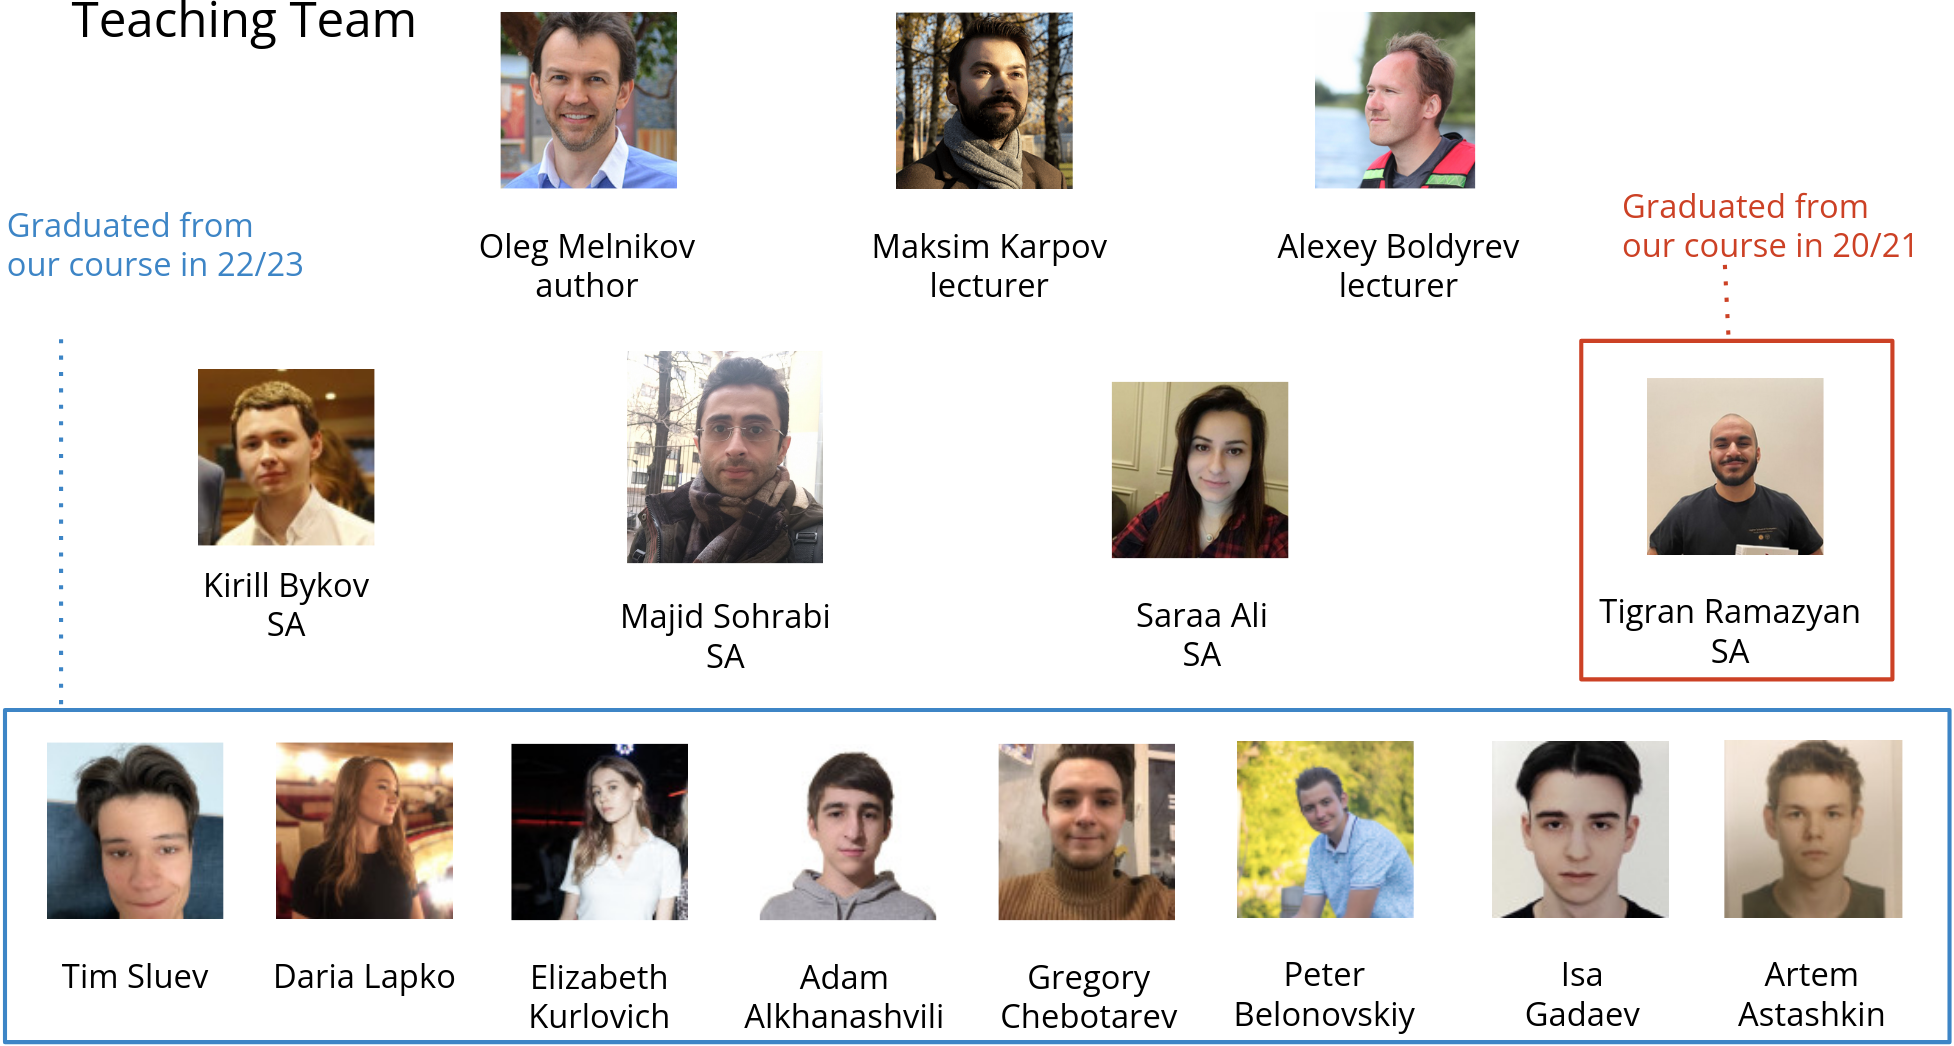 Teaching Team
Graduated from
our course in 22/23
Oleg Melnikov
author
Maksim Karpov
lecturer
Alexey Boldyrev
lecturer
Graduated from
our course in 20/21
Kirill Bykov
SA
Majid Sohrabi
SA
Saraa Ali
SA
Tigran Ramazyan
SA
Tim Sluev
Daria Lapko
Elizabeth
Kurlovich
Adam
Alkhanashvili
Gregory
Chebotarev
Peter
Belonovskiy
Isa
Gadaev
Artem
Astashkin